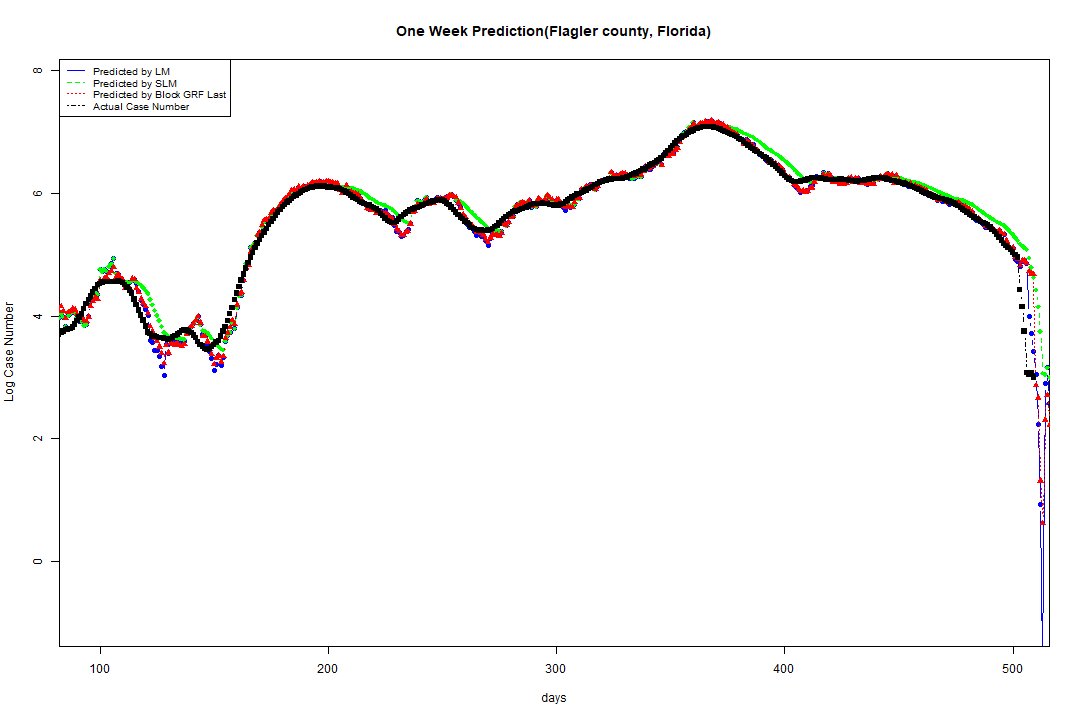 One Week Prediction(Flagler county, Florida)
Predicted by LM
Predicted by SLM
Predicted by Block GRF Last
Actual Case Number
8
6
4
2
0
Log Case Number
100 200 300 400 500
days